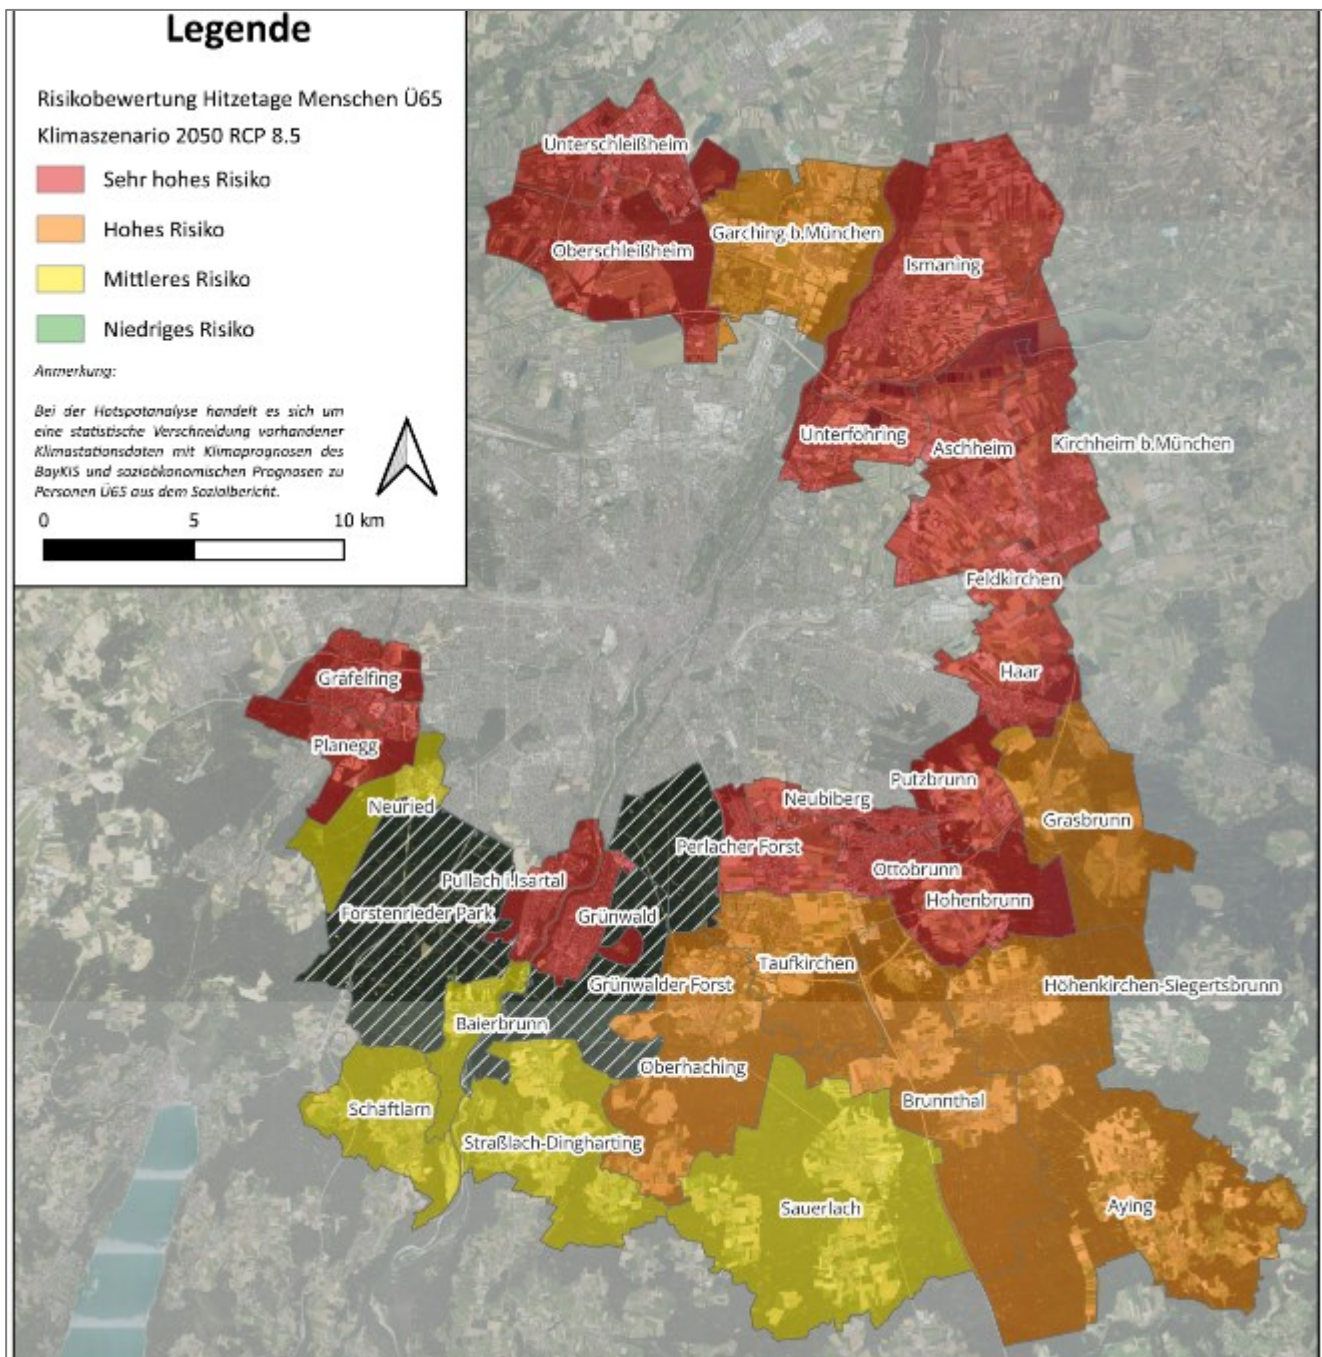 Legende
Risikobewertung Hitzetage Menschen Ü65
Klimaszenario 2050 RCP 8.5
Sehr hohes Risiko
Hohes Risiko
Mittleres Risiko
Niedriges Risiko
Anmerkung:
Bei der Hotspotanalyse handelt es sich um
eine statistische Verschneidung vorhandener
Klimastationsdaten mit Klimaprognosen des
BayKIS und sozioökonomischen Prognosen zu
Personen Ü65 aus dem Sozialbericht.
0 5 10 km
Unterschleißheim
Garching b.München
Oberschleißheim
Ismaning
Unterföhring
Aschheim
Kirchheim b.München
Feldkirchen
Haar
Gräfelfing
Planegg
Putzbrunn
Neubiberg
Neuried
Grasbrunn
Perlacher Forst
Ottobrunn
Pullach i.Isartal
Hohenbrunn
Forstenrieder Park
Grünwald
Taufkirchen
Grünwalder Forst
Höhenkirchen-Siegertsbrunn
Baierbrunn
Oberhaching
Brunnthal
Schäftlarn
Straßlach-Dingharting
Sauerlach
Aying